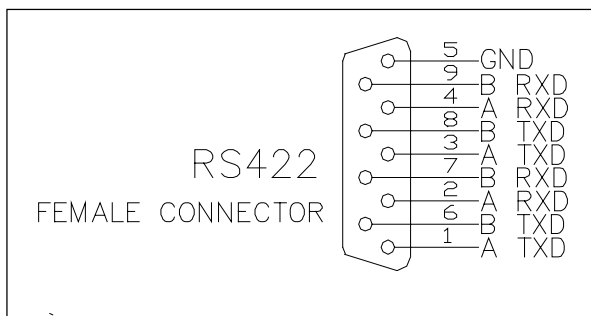 5 GND
9 B RXD
4 A RXD
8 B TXD
3 A TXD
RS422
7 B RXD
2 A RXD
FEMALE CONNECTOR
6 B TXD
1 A TXD